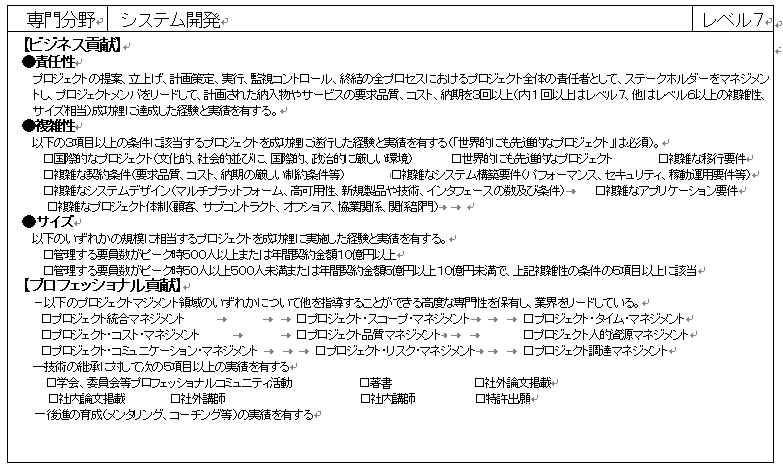 専門分野 システム開発 レベル7
【ビジネス貢献】
●責任性
プロジェクトの提案、立上げ、計画策定、実行、監視コントロール、終結の全プロセスにおけるプロジェクト全体の責任者として、ステークホルダーをマネジメン
トし、プロジェクトメンバをリードして、計画された納入物やサービスの要求品質、コスト、納期を3回以上(内1回以上はレベル7、他はレベル6以上の複雑性、
サイズ相当)成功裡に達成した経験と実績を有する。
●複雑性
以下の3項目以上の条件に該当するプロジェクトを成功裡に遂行した経験と実績を有する(「世界的にも先進的なプロジェクト」は必須)。
□国際的なプロジェクト(文化的、社会的並びに、国際的、政治的に厳しい環境) □世界的にも先進的なプロジェクト □複雑な移行要件
□複雑な契約条件(要求品質、コスト、納期の厳しい制約条件等) □複雑なシステム構築要件(パフォーマンス、セキュリティ、稼動運用要件等)
□複雑なシステムデザイン(マルチプラットフォーム、高可用性、新規製品や技術、インタフェースの数及び条件) □複雑なアプリケーション要件
□複雑なプロジェクト体制(顧客、サブコントラクト、オフショア、協業関係、関係部門)
●サイズ
以下のいずれかの規模に相当するプロジェクトを成功裡に実施した経験と実績を有する。
□管理する要員数がピーク時500人以上または年間契約金額10億円以上
□管理する要員数がピーク時50人以上500人未満または年間契約金額5億円以上10億円未満で、上記複雑性の条件の5項目以上に該当
【プロフェッショナル貢献】
－以下のプロジェクトマジメント領域のいずれかについて他を指導することができる高度な専門性を保有し、業界をリードしている。
□プロジェクト統合マネジメント □プロジェクト・スコープ・マネジメント □プロジェクト・タイム・マネジメント
□プロジェクト・コスト・マネジメント □プロジェクト品質マネジメント □プロジェクト人的資源マネジメント
□プロジェクト・コミュニケーション・マネジメント □プロジェクト・リスク・マネジメント □プロジェクト調達マネジメント
－技術の継承に対して次の5項目以上の実績を有する
□学会、委員会等プロフェッショナルコミュニティ活動 □著書 □社外論文掲載
□社内論文掲載 □社外講師 □社内講師 □特許出願
－後進の育成(メンタリング、コーチング等)の実績を有する